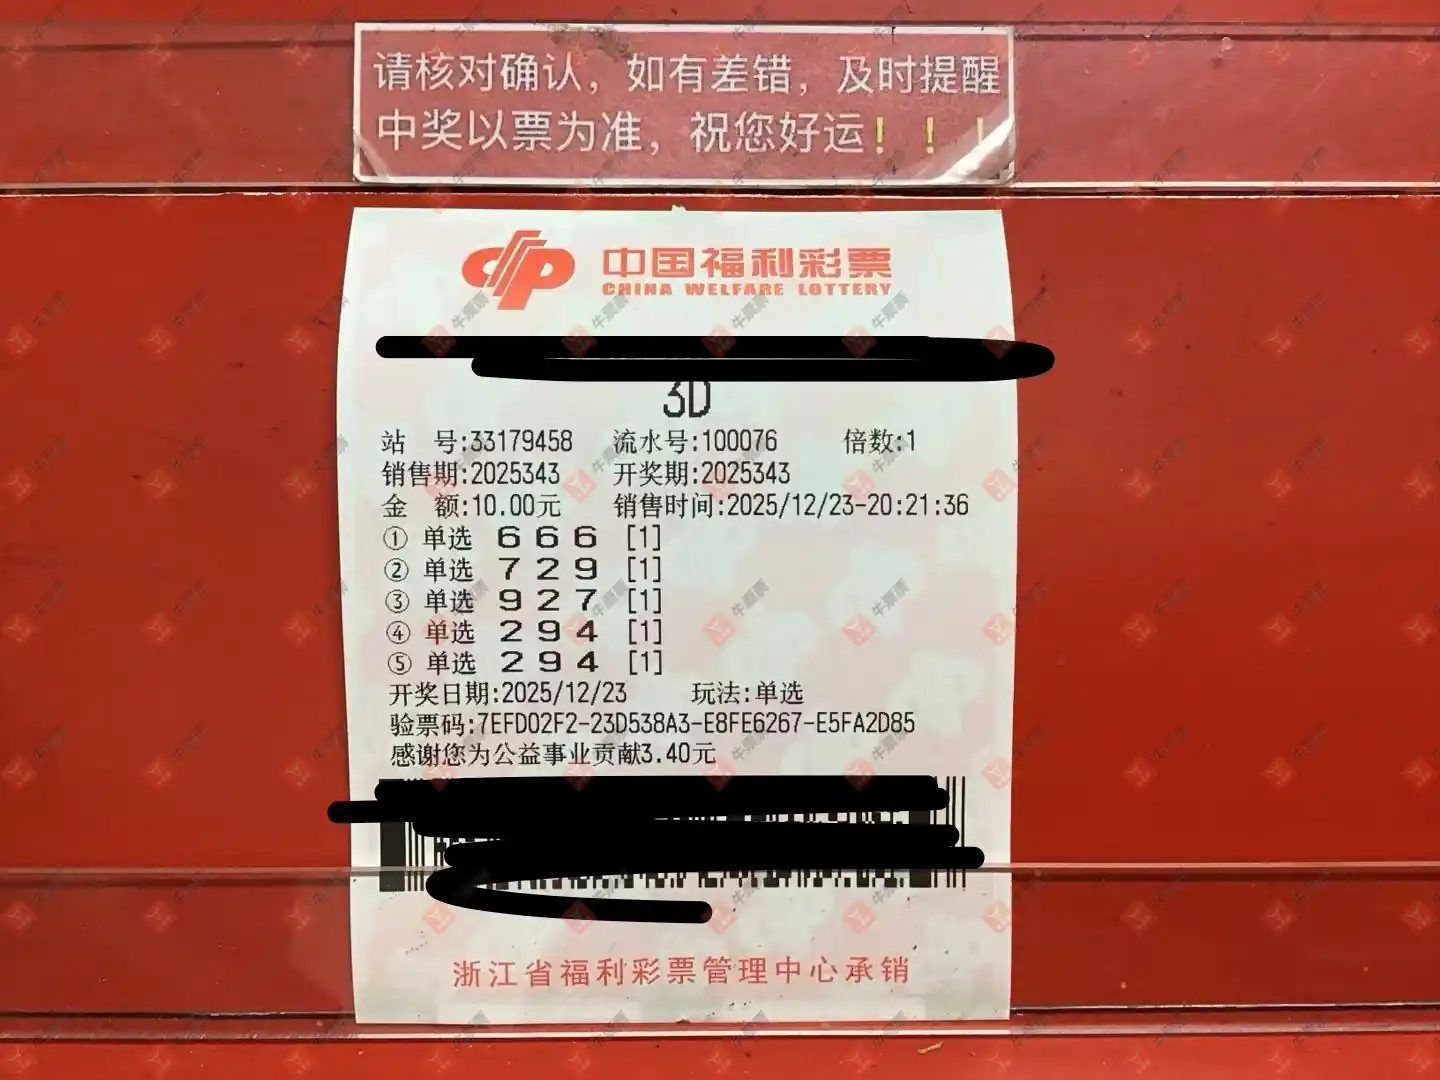 请核对确认，如有差错，及时提醒
中奖以票为准，祝您好运！！！
中国福利彩票
CHINA WELFARE LOTTERY
3D
站 号:33179458 流水号:100076 倍数:1
销售期:2025343 开奖期:2025343
金 额:10.00元 销售时间:2025/12/23-20:21:36
① 单选 6 6 6 [1]
② 单选 7 2 9 [1]
③ 单选 9 2 7 [1]
④ 单选 2 9 4 [1]
⑤ 单选 2 9 4 [1]
开奖日期:2025/12/23 玩法:单选
验票码:7EFD02F2-23D538A3-E8FE6267-E5FA2D85
感谢您为公益事业贡献3.40元
浙江省福利彩票管理中心承销
牛票票